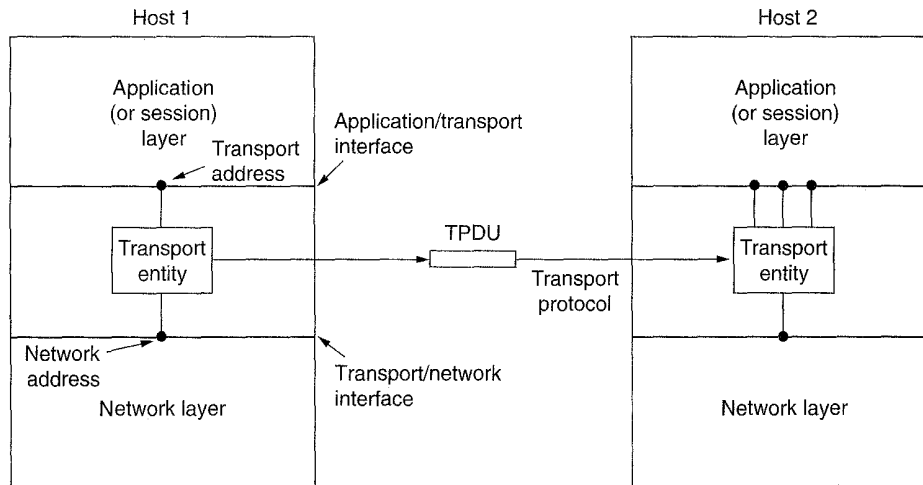 Host 1
Host 2
Application
(or session)
layer
Transport
address
Application/transport
interface
Application
(or session)
layer
Transport
entity
TPDU
Transport
protocol
Transport
entity
Network
address
Transport/network
interface
Network layer
Network layer